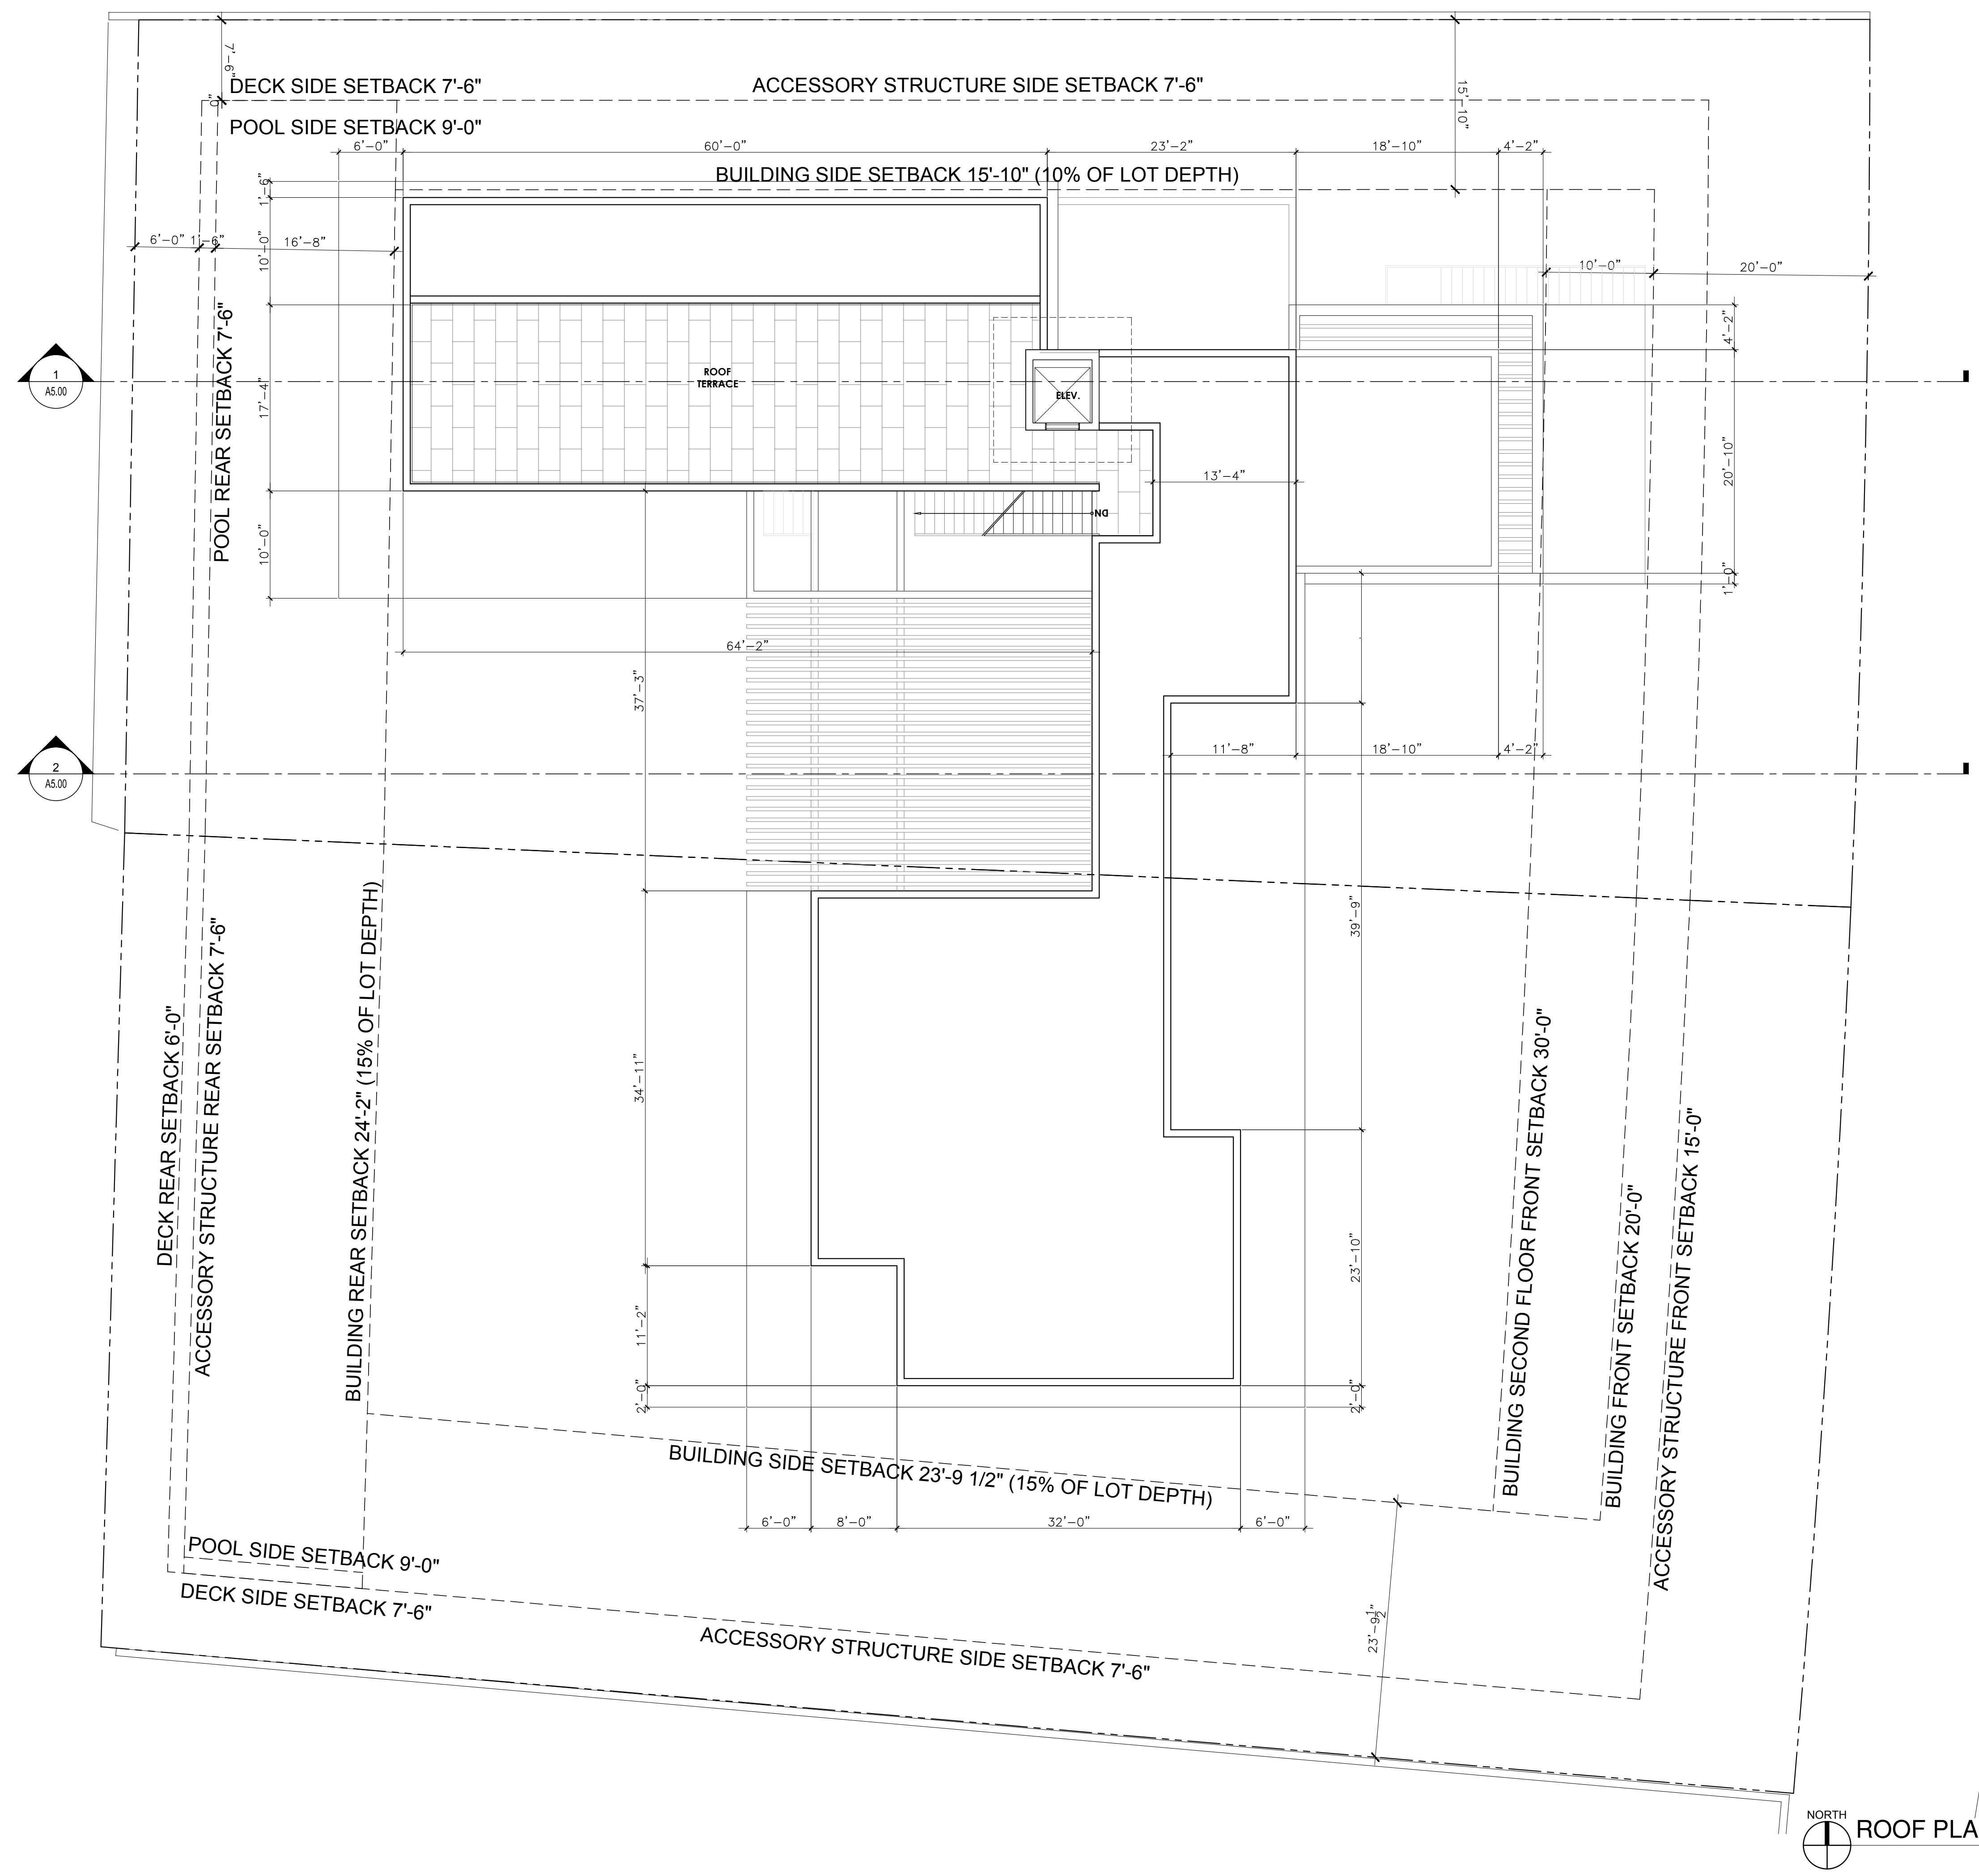 7'-6"
DECK SIDE SETBACK 7'-6"
ACCESSORY STRUCTURE SIDE SETBACK 7'-6"
15'-10"
POOL SIDE SETBACK 9'-0"
6'-0"
60'-0"
23'-2"
18'-10"
4'-2"
BUILDING SIDE SETBACK 15'-10" (10% OF LOT DEPTH)
1'-6"
6'-0"
1'-6"
16'-8"
10'-0"
10'-0"
20'-0"
POOL REAR SETBACK 7'-6"
4'-2"
1
A5.00
17'-4"
ROOF
TERRACE
ELEV.
13'-4"
20'-10"
DN
10'-0"
1'-0"
64'-2"
37'-3"
11'-8"
18'-10"
4'-2"
2
A5.00
39'-9"
BUILDING REAR SETBACK 24'-2" (15% OF LOT DEPTH)
ACCESSORY STRUCTURE REAR SETBACK 7'-6"
DECK REAR SETBACK 6'-0"
34'-11"
BUILDING SECOND FLOOR FRONT SETBACK 30'-0"
BUILDING FRONT SETBACK 20'-0"
ACCESSORY STRUCTURE FRONT SETBACK 15'-0"
23'-10"
11'-2"
2'-0"
2'-0"
BUILDING SIDE SETBACK 23'-9 1/2" (15% OF LOT DEPTH)
6'-0"
8'-0"
32'-0"
6'-0"
POOL SIDE SETBACK 9'-0"
DECK SIDE SETBACK 7'-6"
ACCESSORY STRUCTURE SIDE SETBACK 7'-6"
23'-9 1/2"
NORTH
ROOF PLA